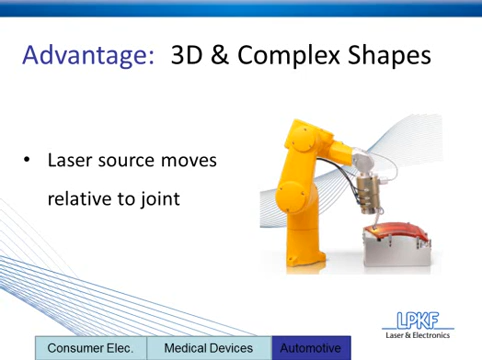 Advantage: 3D & Complex Shapes
• Laser source moves
relative to joint
LPKF
Laser & Electronics
Consumer Elec. Medical Devices Automotive